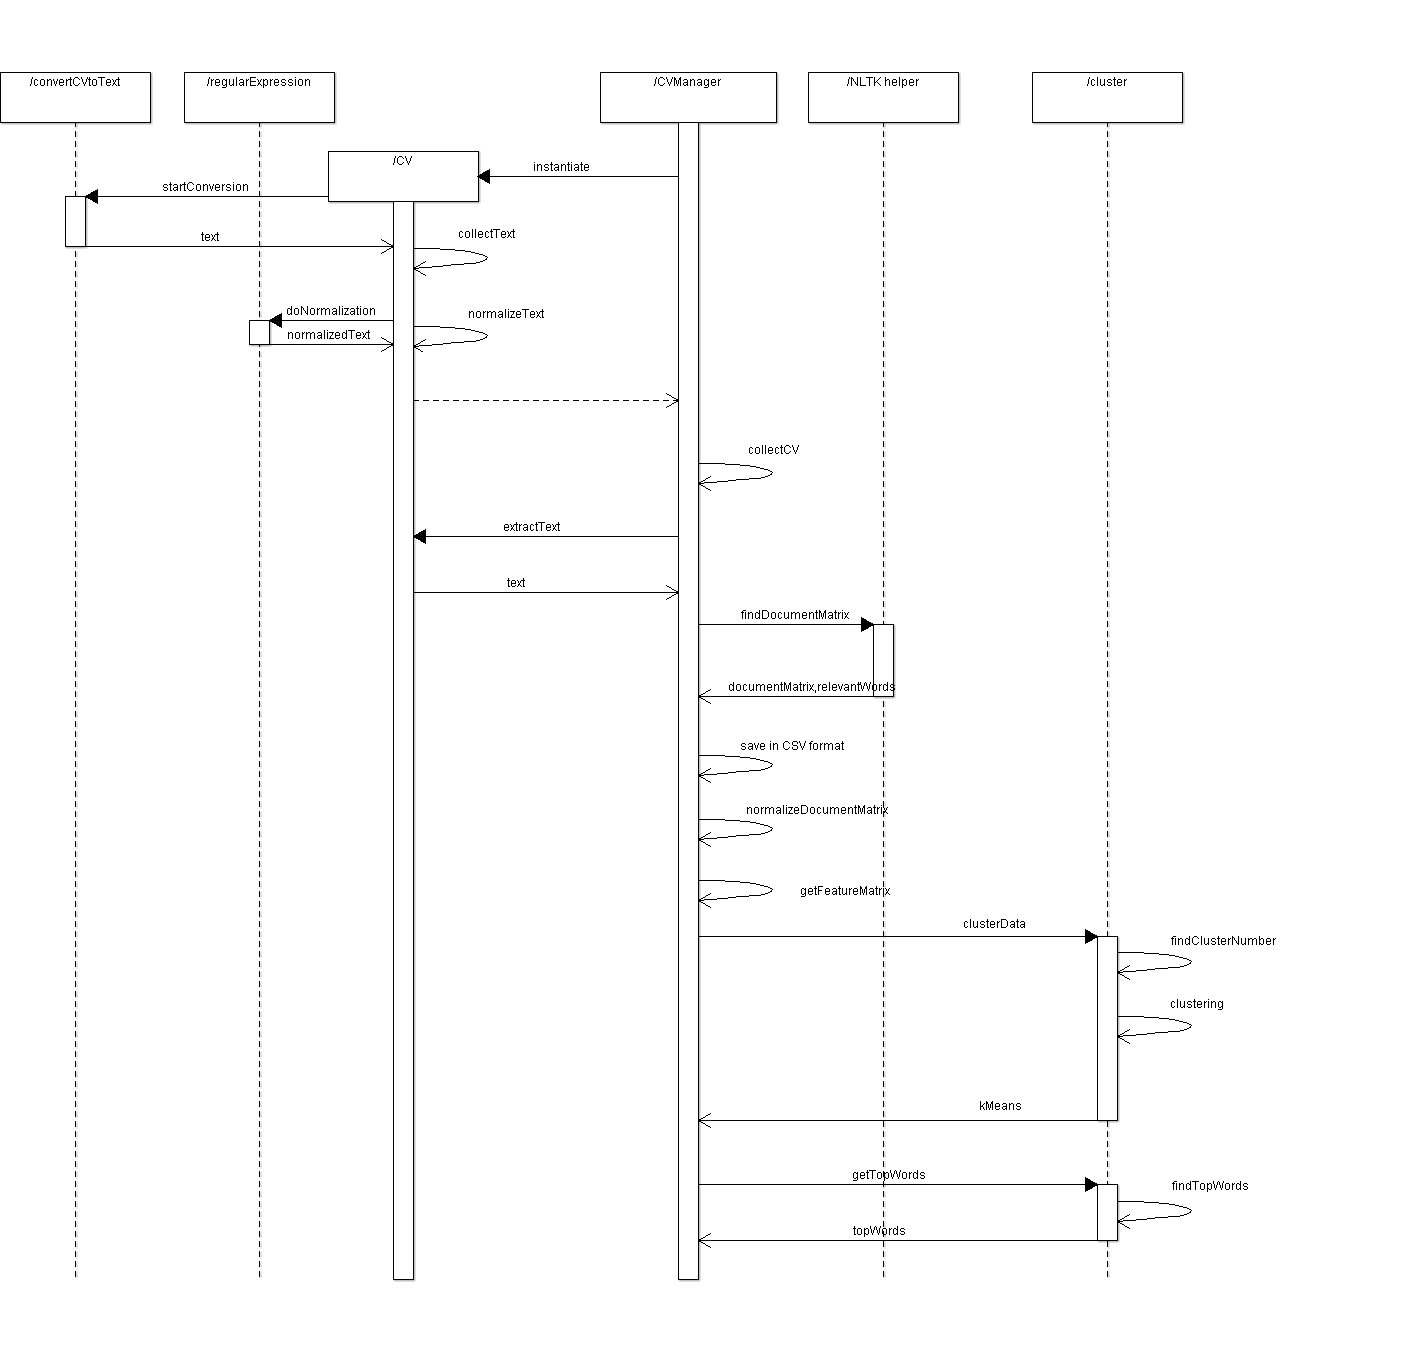 /convertCVtoText
/regularExpression
/CVManager
/NLTK helper
/cluster
/CV
instantiate
startConversion
text
collectText
doNormalization
normalizeText
normalizedText
collectCV
extractText
text
findDocumentMatrix
documentMatrix,relevantWords
save in CSV format
normalizeDocumentMatrix
getFeatureMatrix
clusterData
findClusterNumber
clustering
kMeans
getTopWords
findTopWords
topWords